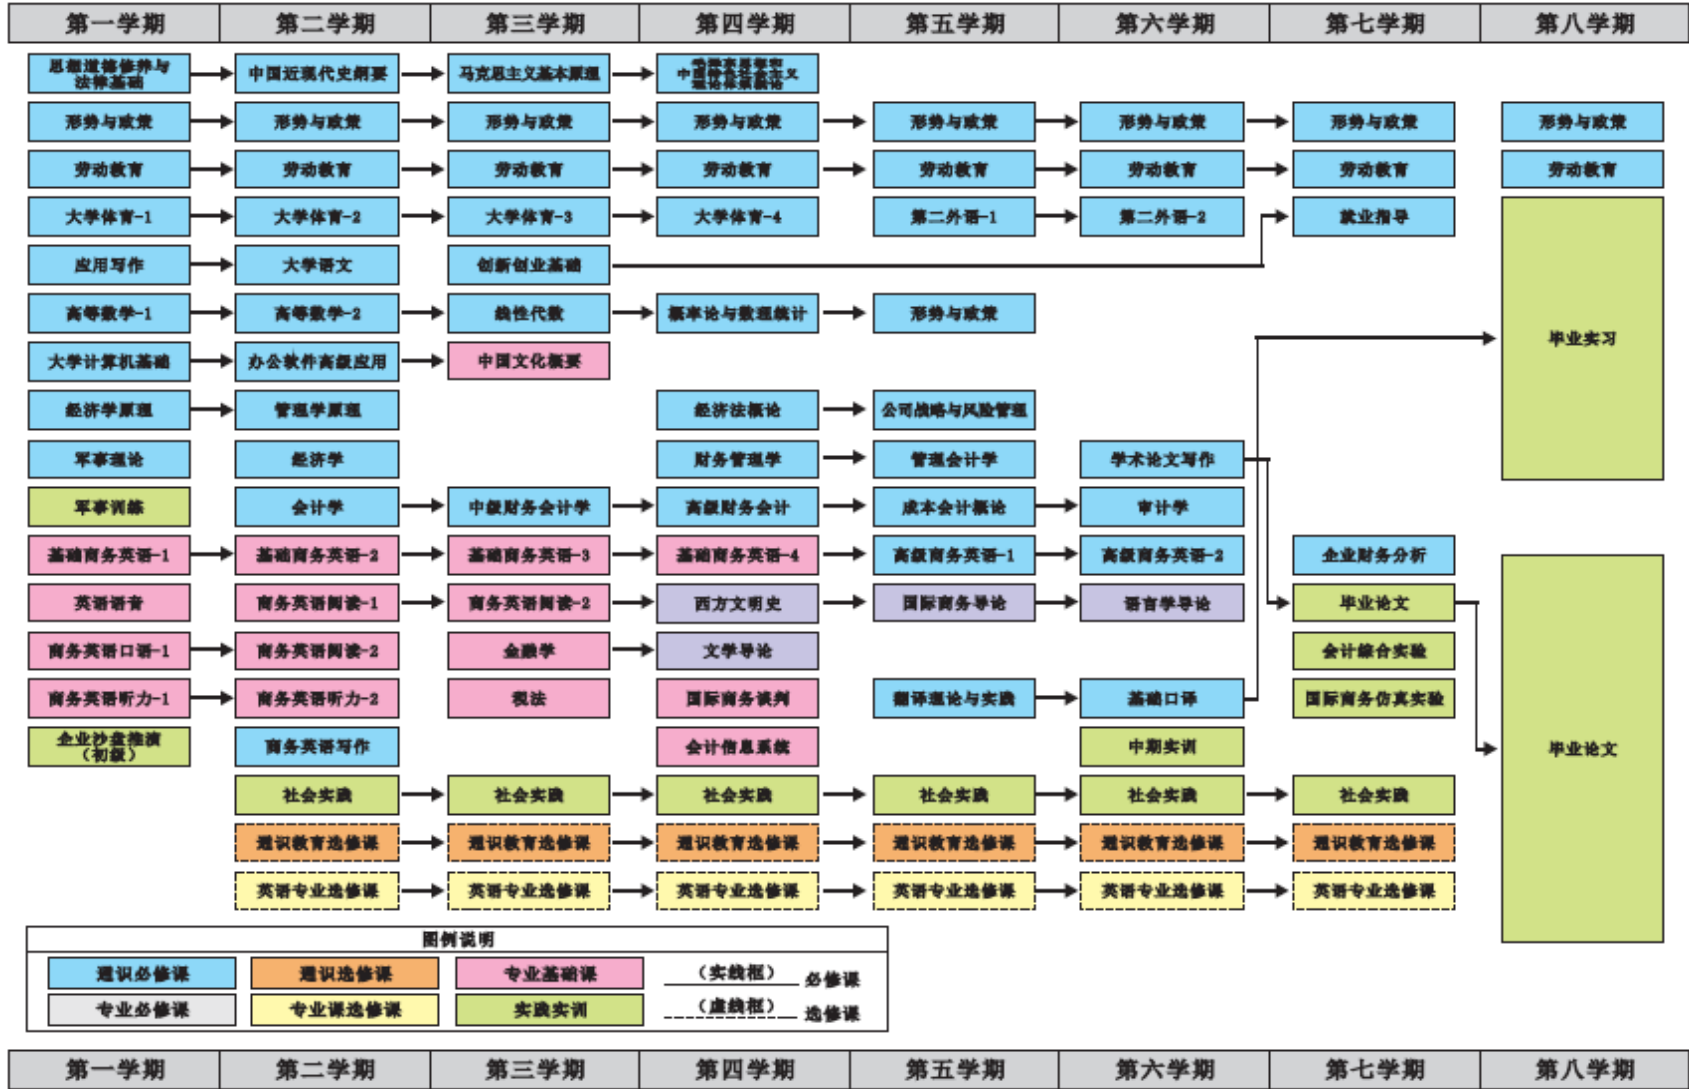 第一学期 第二学期 第三学期 第四学期 第五学期 第六学期 第七学期 第八学期
思想道德修养与
法律基础
中国近现代史纲要
马克思主义基本原理
毛泽东思想和
中国特色社会主义
理论体系概论
形势与政策 形势与政策 形势与政策 形势与政策 形势与政策 形势与政策 形势与政策 形势与政策
劳动教育 劳动教育 劳动教育 劳动教育 劳动教育 劳动教育 劳动教育 劳动教育
大学体育-1 大学体育-2 大学体育-3 大学体育-4 第二外语-1 第二外语-2 就业指导
应用写作 大学语文 创新创业基础
高等数学-1 高等数学-2 线性代数 概率论与数理统计 形势与政策
毕业实习
大学计算机基础 办公软件高级应用 中国文化概要
经济学原理 管理学原理 经济法概论 公司战略与风险管理
军事理论 经济学 财务管理学 管理会计学 学术论文写作
军事训练 会计学 中级财务会计学 高级财务会计 成本会计概论 审计学
基础商务英语-1 基础商务英语-2 基础商务英语-3 基础商务英语-4 高级商务英语-1 高级商务英语-2 企业财务分析
英语语音 商务英语阅读-1 商务英语阅读-2 西方文明史 国际商务导论 语言学导论 毕业论文
商务英语口语-1 商务英语阅读-2 金融学 文学导论 会计综合实验
商务英语听力-1 商务英语听力-2 税法 国际商务谈判 翻译理论与实践 基础口译 国际商务仿真实验
企业沙盘推演
（初级）
商务英语写作 会计信息系统 中期实训 毕业论文
社会实践 社会实践 社会实践 社会实践 社会实践 社会实践
通识教育选修课 通识教育选修课 通识教育选修课 通识教育选修课 通识教育选修课 通识教育选修课
英语专业选修课 英语专业选修课 英语专业选修课 英语专业选修课 英语专业选修课 英语专业选修课
图例说明
通识必修课 通识选修课 专业基础课 （实线框） 必修课
专业必修课 专业课选修课 实践实训 （虚线框） 选修课
第一学期 第二学期 第三学期 第四学期 第五学期 第六学期 第七学期 第八学期